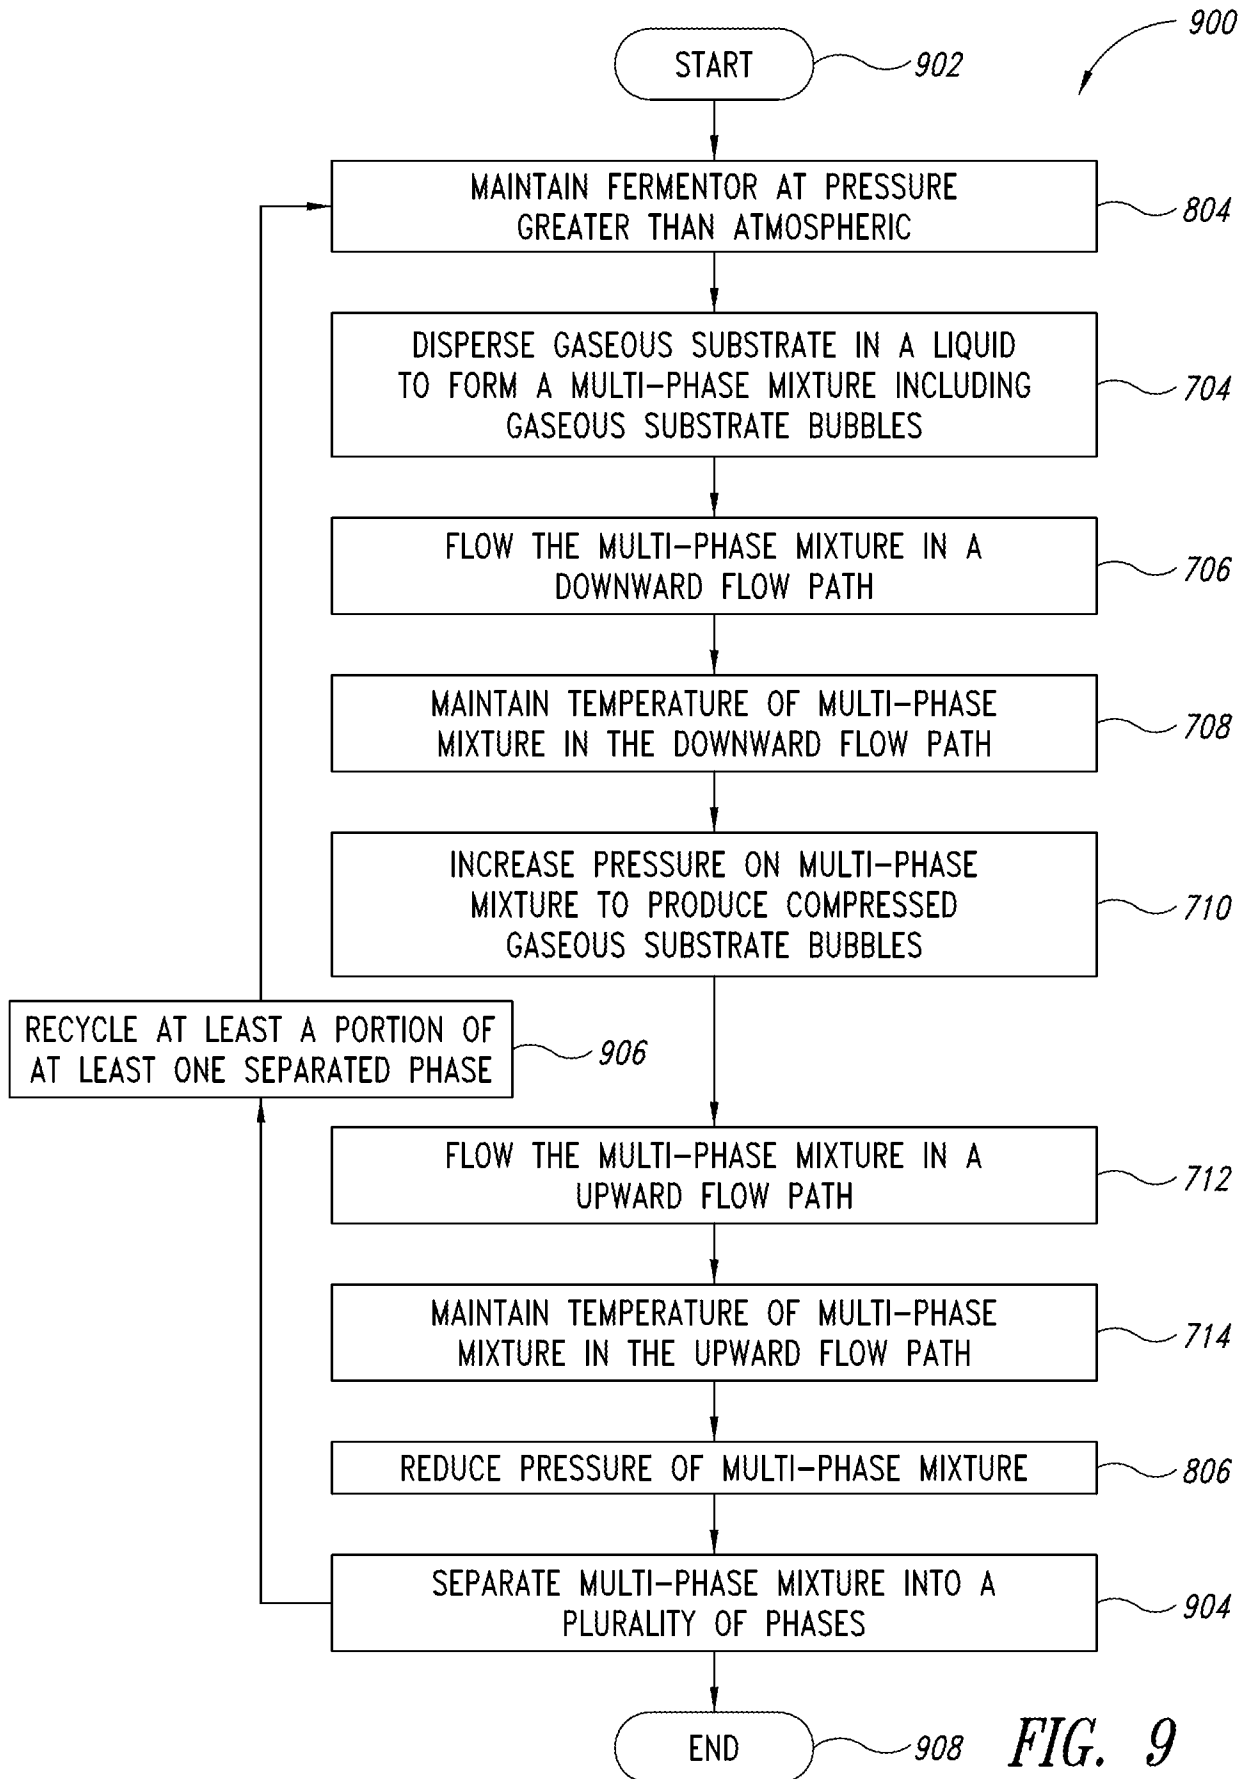 900
START
902
MAINTAIN FERMENTOR AT PRESSURE
GREATER THAN ATMOSPHERIC
804
DISPERSE GASEOUS SUBSTRATE IN A LIQUID
TO FORM A MULTI-PHASE MIXTURE INCLUDING
GASEOUS SUBSTRATE BUBBLES
704
FLOW THE MULTI-PHASE MIXTURE IN A
DOWNWARD FLOW PATH
706
MAINTAIN TEMPERATURE OF MULTI-PHASE
MIXTURE IN THE DOWNWARD FLOW PATH
708
INCREASE PRESSURE ON MULTI-PHASE
MIXTURE TO PRODUCE COMPRESSED
GASEOUS SUBSTRATE BUBBLES
710
RECYCLE AT LEAST A PORTION OF
AT LEAST ONE SEPARATED PHASE
906
FLOW THE MULTI-PHASE MIXTURE IN A
UPWARD FLOW PATH
712
MAINTAIN TEMPERATURE OF MULTI-PHASE
MIXTURE IN THE UPWARD FLOW PATH
714
REDUCE PRESSURE OF MULTI-PHASE MIXTURE
806
SEPARATE MULTI-PHASE MIXTURE INTO A
PLURALITY OF PHASES
904
END
908
FIG. 9